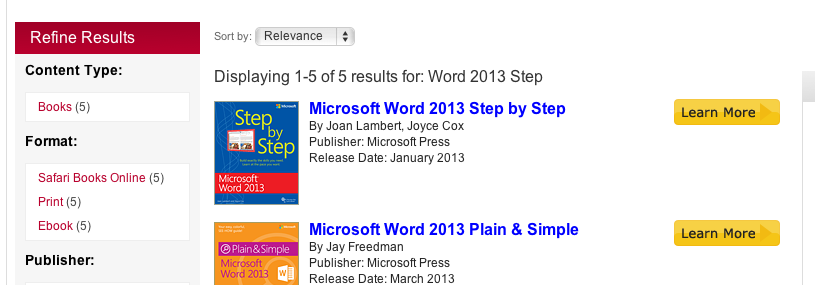 Refine Results
Content Type:
Books (5)
Format:
Safari Books Online (5)
Print (5)
Ebook (5)
Publisher:
Sort by: Relevance
Displaying 1-5 of 5 results for: Word 2013 Step
Microsoft
Step
by
Step
Microsoft
Word 2013
Microsoft Word 2013 Step by Step
By Joan Lambert, Joyce Cox
Publisher: Microsoft Press
Release Date: January 2013
Learn More
Microsoft
Plain & Simple
Microsoft
Word 2013
Microsoft Word 2013 Plain & Simple
By Jay Freedman
Publisher: Microsoft Press
Release Date: March 2013
Learn More